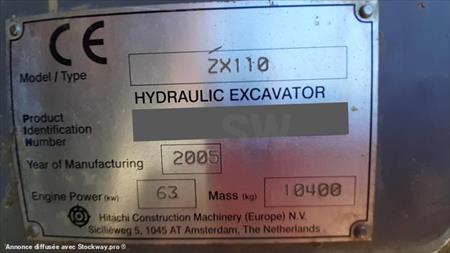 CE
Model / Type ZX110
HYDRAULIC EXCAVATOR
Product
Identification
Number SW
Year of Manufacturing 2005
Engine Power (kw) 63 Mass (kg) 10400
Hitachi Construction Machinery (Europe) N.V.
Siciliëweg 5, 1045 AT Amsterdam, The Netherlands
Annonce diffusée avec Stockway.pro ®